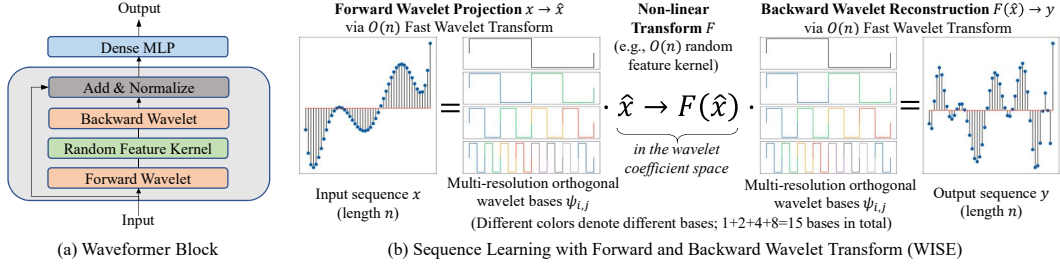 Output
Dense MLP
Add & Normalize
Backward Wavelet
Random Feature Kernel
Forward Wavelet
Input
(a) Waveformer Block
Forward Wavelet Projection x → x̂
via O(n) Fast Wavelet Transform
Non-linear
Transform F
(e.g., O(n) random
feature kernel)
Backward Wavelet Reconstruction F(x̂) → y
via O(n) Fast Wavelet Transform
= · x̂ → F(x̂) · =
in the wavelet
coefficient space
Input sequence x
(length n)
Multi-resolution orthogonal
wavelet bases ψi,j
Multi-resolution orthogonal
wavelet bases ψi,j
Output sequence y
(length n)
(Different colors denote different bases; 1+2+4+8=15 bases in total)
(b) Sequence Learning with Forward and Backward Wavelet Transform (WISE)